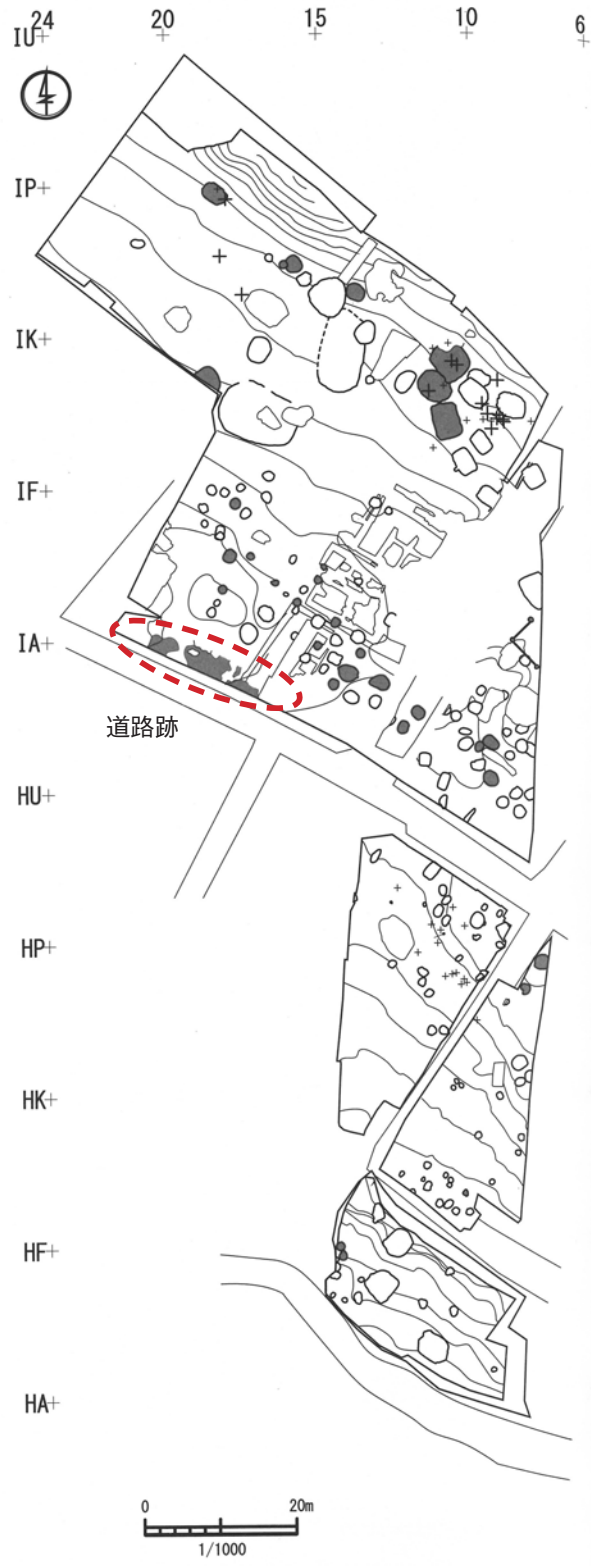 24 20 15 10 6
IU
IP
IK
IF
IA
道路跡
HU
HP
HK
HF
HA
0 20m
1/1000